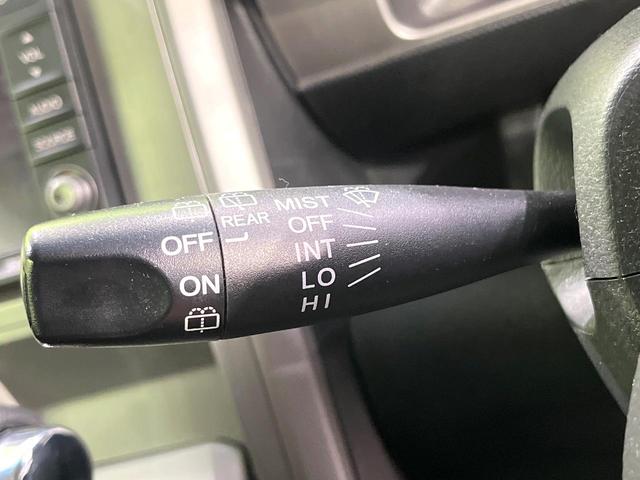 VOL
AUDIO
SOURCE
REAR
OFF
ON
MIST
OFF
INT
LO
HI